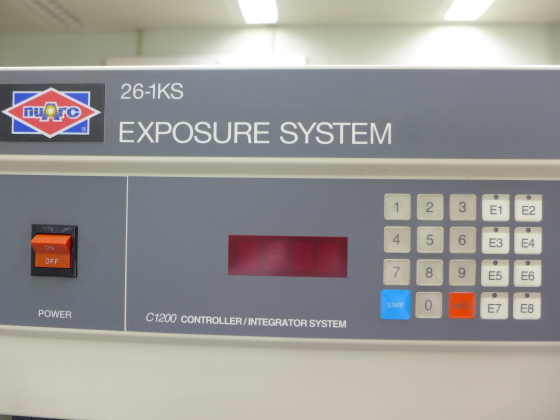 26-1KS
nuArc
®
EXPOSURE SYSTEM
1 2 3 E1 E2
4 5 6 E3 E4
ON
OFF
7 8 9 E5 E6
START 0 E7 E8
POWER
C1200 CONTROLLER/INTEGRATOR SYSTEM